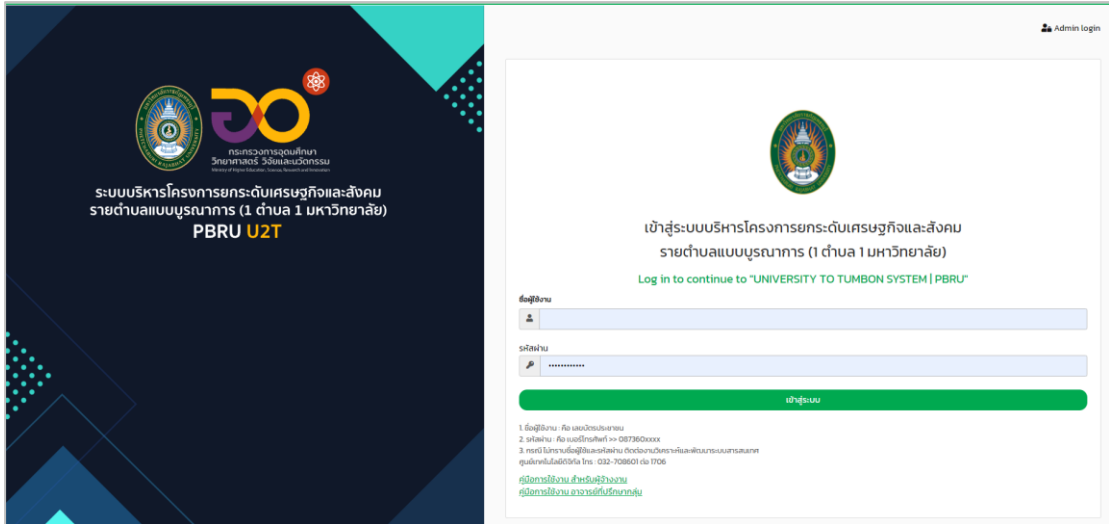 Admin login
กระทรวงการอุดมศึกษา
วิทยาศาสตร์ วิจัยและนวัตกรรม
Ministry of Higher Education, Science, Research and Innovation
ระบบบริหารโครงการยกระดับเศรษฐกิจและสังคม
รายตำบลแบบบูรณาการ (1 ตำบล 1 มหาวิทยาลัย)
PBRU U2T
เข้าสู่ระบบบริหารโครงการยกระดับเศรษฐกิจและสังคม
รายตำบลแบบบูรณาการ (1 ตำบล 1 มหาวิทยาลัย)
Log in to continue to "UNIVERSITY TO TUMBON SYSTEM | PBRU"
ชื่อผู้ใช้งาน
รหัสผ่าน
••••••••••••
เข้าสู่ระบบ
1. ชื่อผู้ใช้งาน : คือ เลขบัตรประชาชน
2. รหัสผ่าน : คือ เบอร์โทรศัพท์ >> 087360xxxx
3. กรณี ไม่ทราบชื่อผู้ใช้และรหัสผ่าน ติดต่องานวิเคราะห์และพัฒนาระบบสารสนเทศ
ศูนย์เทคโนโลยีดิจิทัล โทร : 032-708601 ต่อ 1706
คู่มือการใช้งาน สำหรับผู้จ้างงาน
คู่มือการใช้งาน อาจารย์ที่ปรึกษากลุ่ม